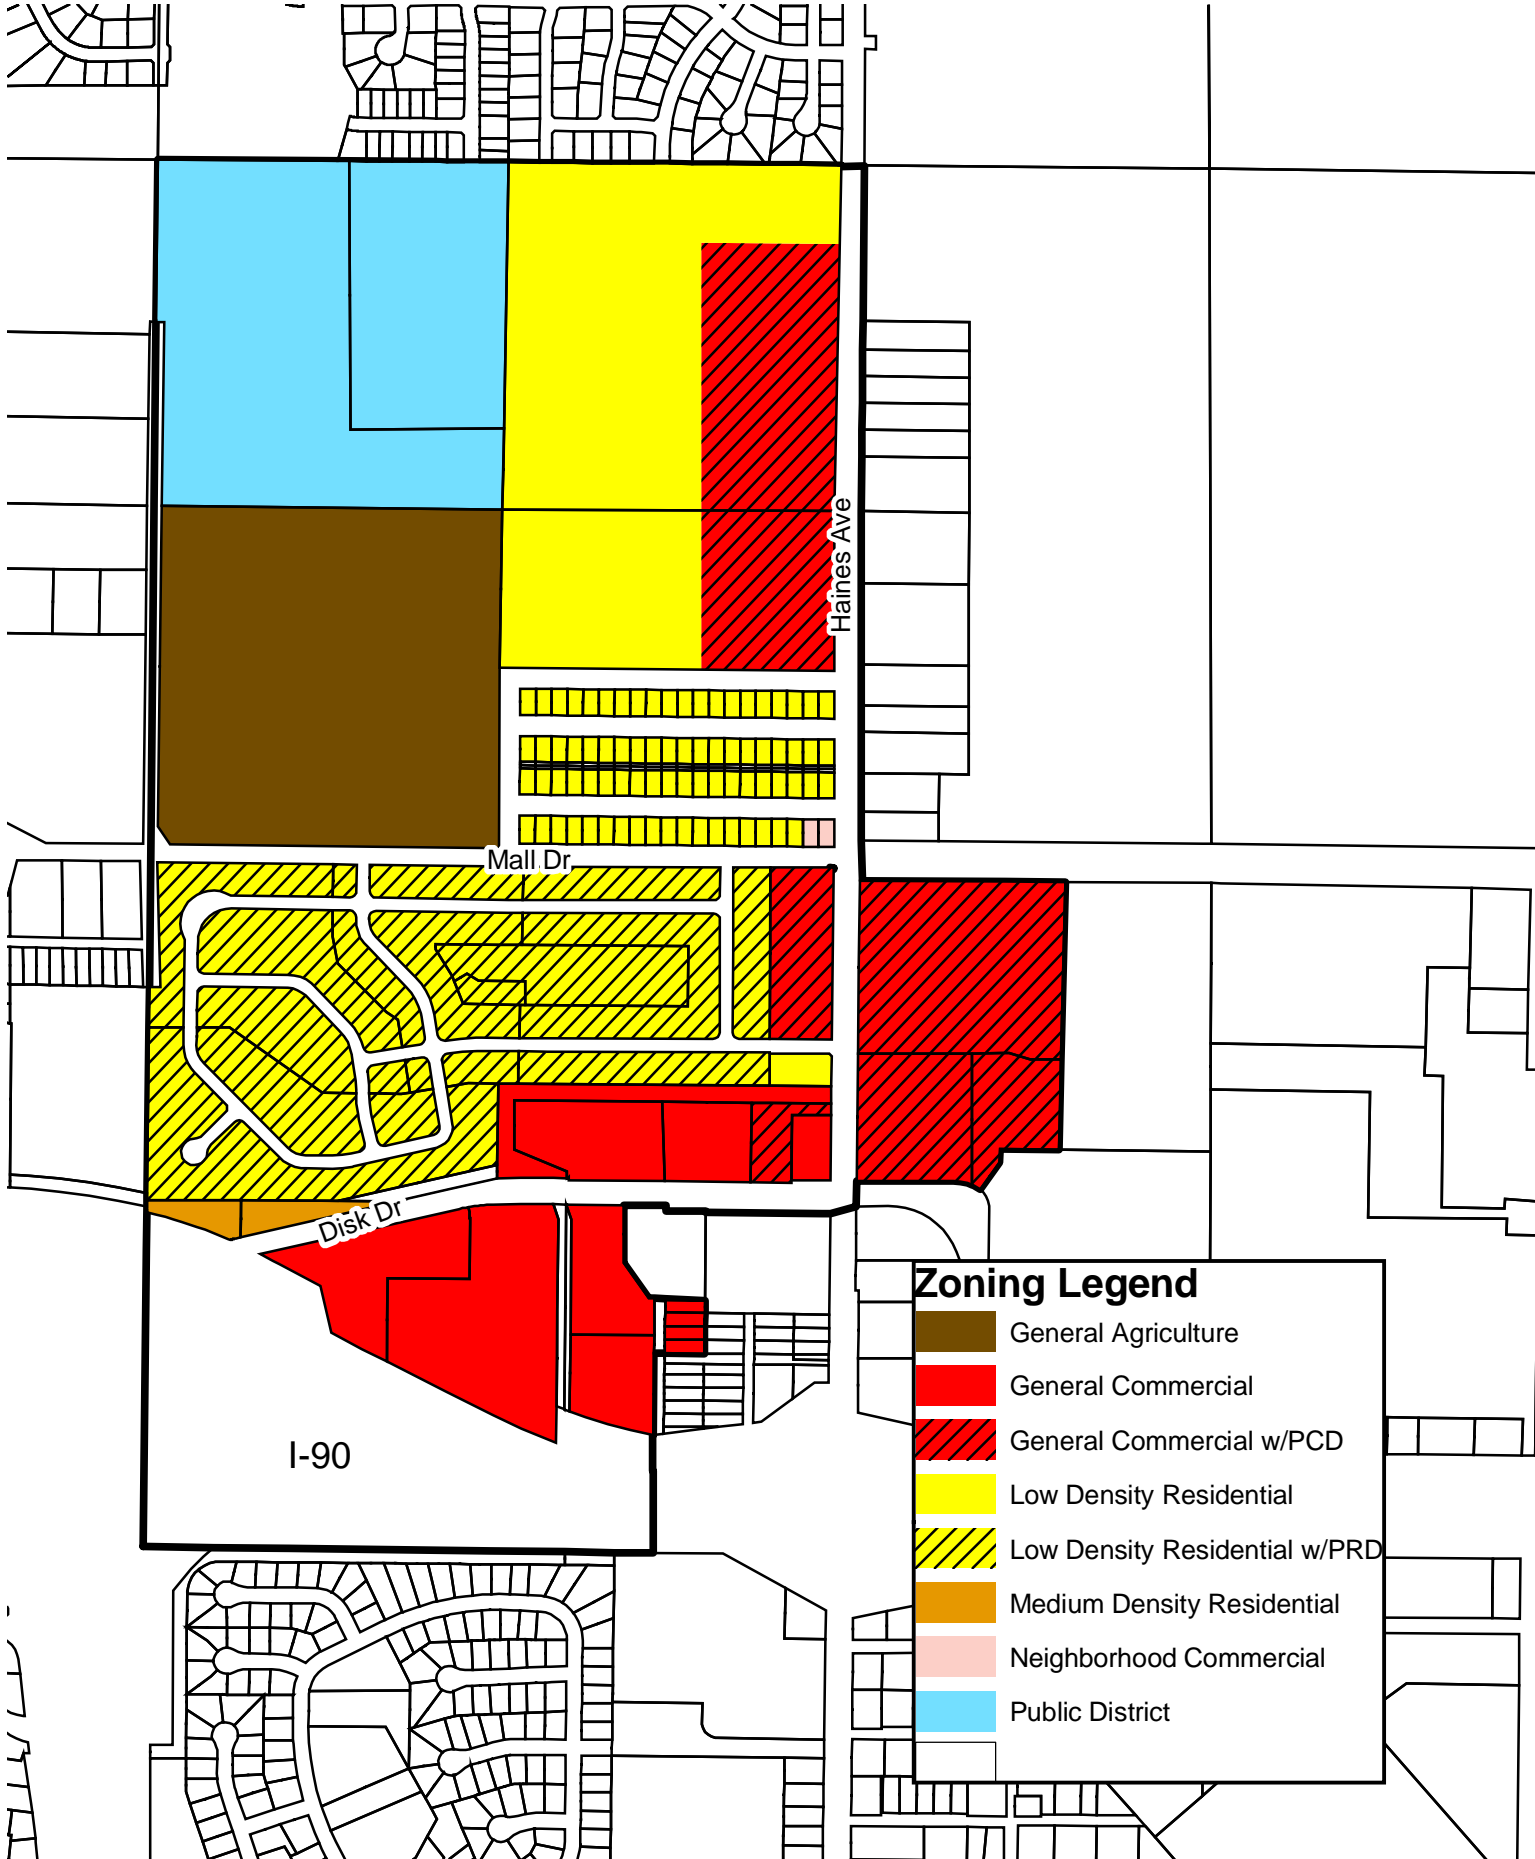 Haines Ave
Mall Dr
Disk Dr
I-90
Zoning Legend
General Agriculture
General Commercial
General Commercial w/PCD
Low Density Residential
Low Density Residential w/PRD
Medium Density Residential
Neighborhood Commercial
Public District